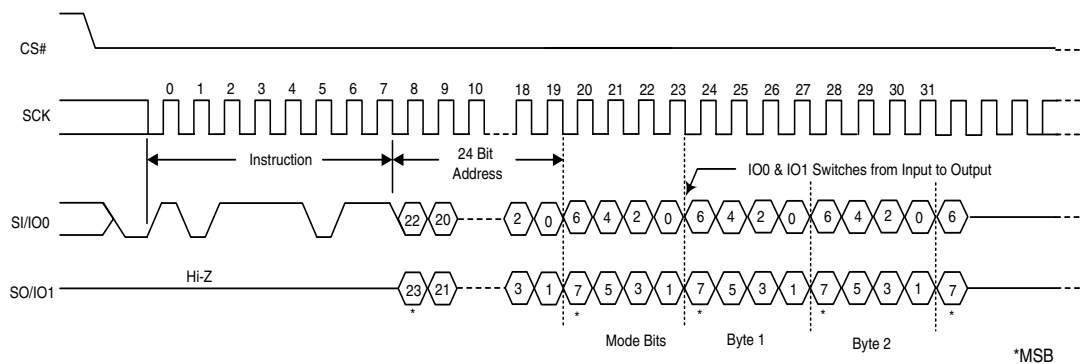 CS#
0 1 2 3 4 5 6 7 8 9 10 18 19 20 21 22 23 24 25 26 27 28 29 30 31
SCK
Instruction
24 Bit
Address
IO0 & IO1 Switches from Input to Output
SI/IO0
22 20 2 0 6 4 2 0 6 4 2 0 6 4 2 0 6
Hi-Z
SO/IO1
23 21 3 1 7 5 3 1 7 5 3 1 7 5 3 1 7
* * * * *
Mode Bits
Byte 1
Byte 2
*MSB